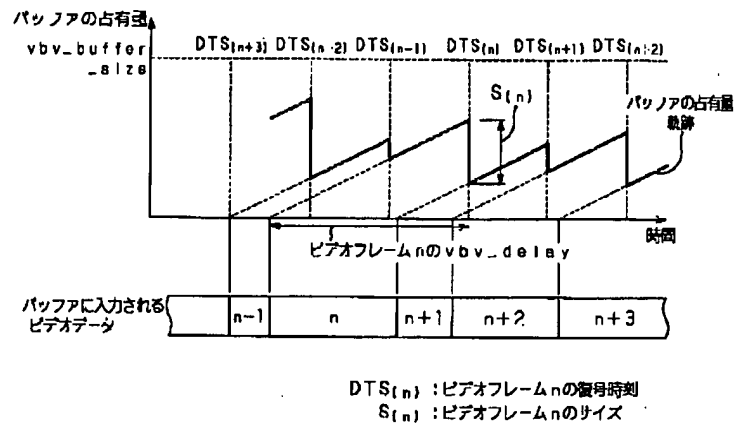 バッファの占有量
vbv_buffer
_size
DTS(n+3) DTS(n-2) DTS(n-1) DTS(n) DTS(n+1) DTS(n+2)
S(n)
バッファの占有量
軌跡
時間
ビデオフレームnのvbv_delay
バッファに入力される
ビデオデータ
n-1 n n+1 n+2 n+3
DTS(n) :ビデオフレームnの復号時刻
S(n) :ビデオフレームnのサイズ